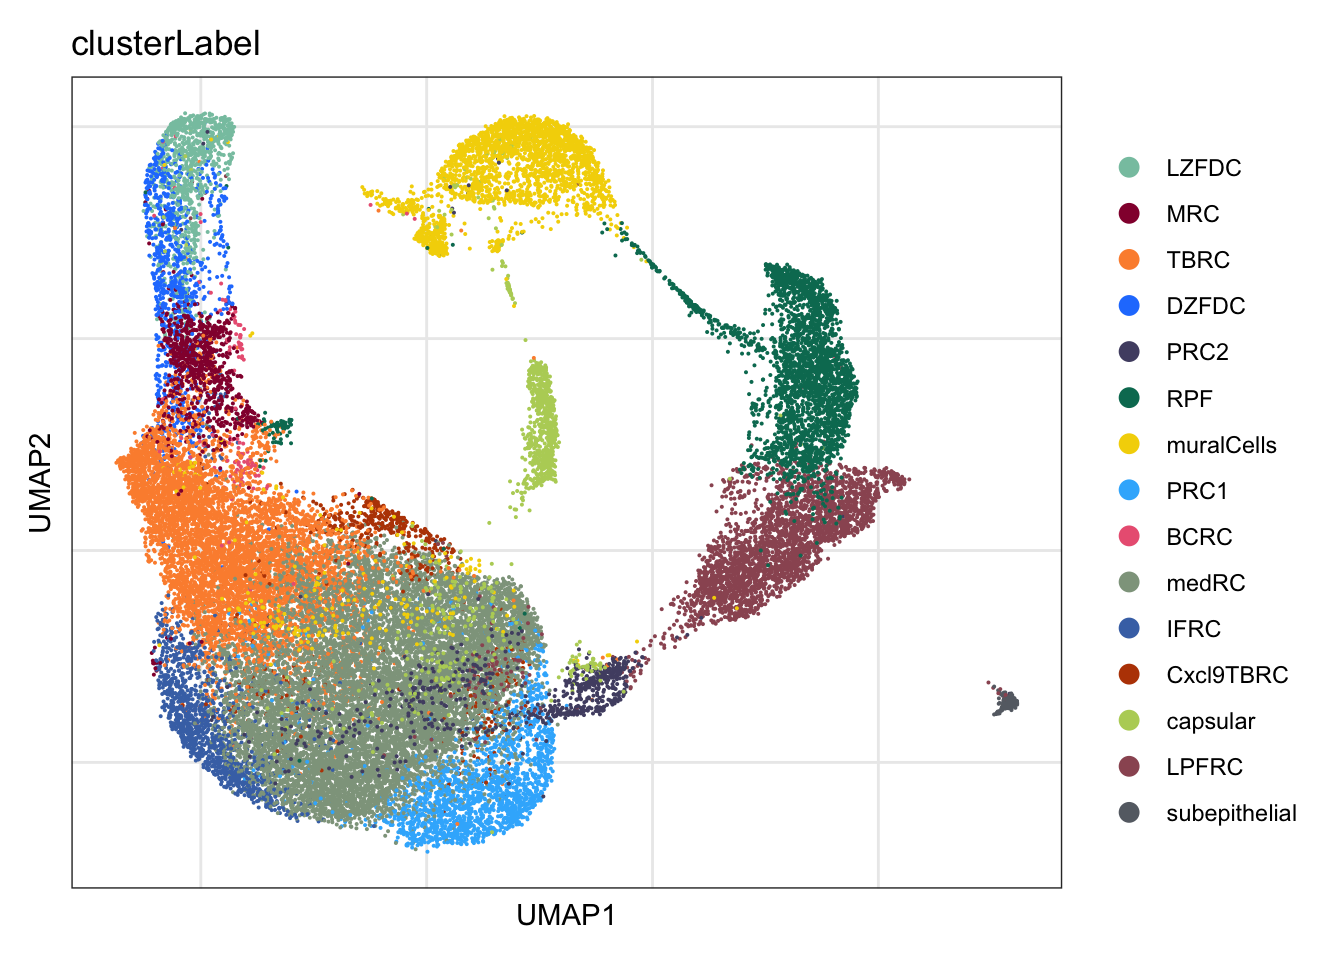 clusterLabel
UMAP2
UMAP1
LZFDC
MRC
TBRC
DZFDC
PRC2
RPF
muralCells
PRC1
BCRC
medRC
IFRC
Cxcl9TBRC
capsular
LPFRC
subepithelial